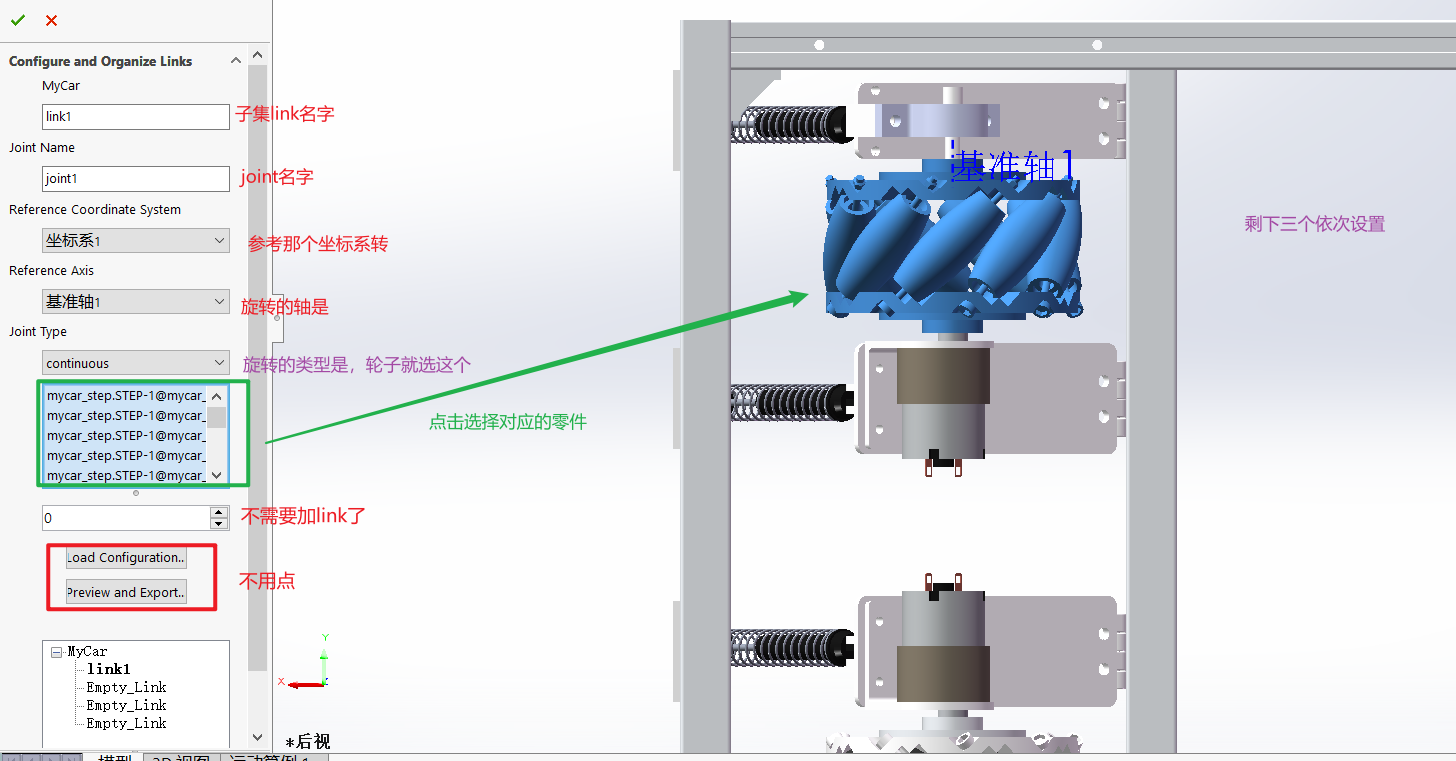 Configure and Organize Links
MyCar
link1
子集link名字
Joint Name
joint1
joint名字
Reference Coordinate System
坐标系1
参考那个坐标系转
Reference Axis
基准轴1
旋转的轴是
Joint Type
continuous
旋转的类型是，轮子就选这个
mycar_step.STEP-1@mycar_
mycar_step.STEP-1@mycar_
mycar_step.STEP-1@mycar_
mycar_step.STEP-1@mycar_
mycar_step.STEP-1@mycar_
点击选择对应的零件
0
不需要加link了
Load Configuration..
Preview and Export..
不用点
MyCar
link1
Empty_Link
Empty_Link
Empty_Link
基准轴1
剩下三个依次设置
Y
X
*后视
模型
3D 视图
运动算例 1